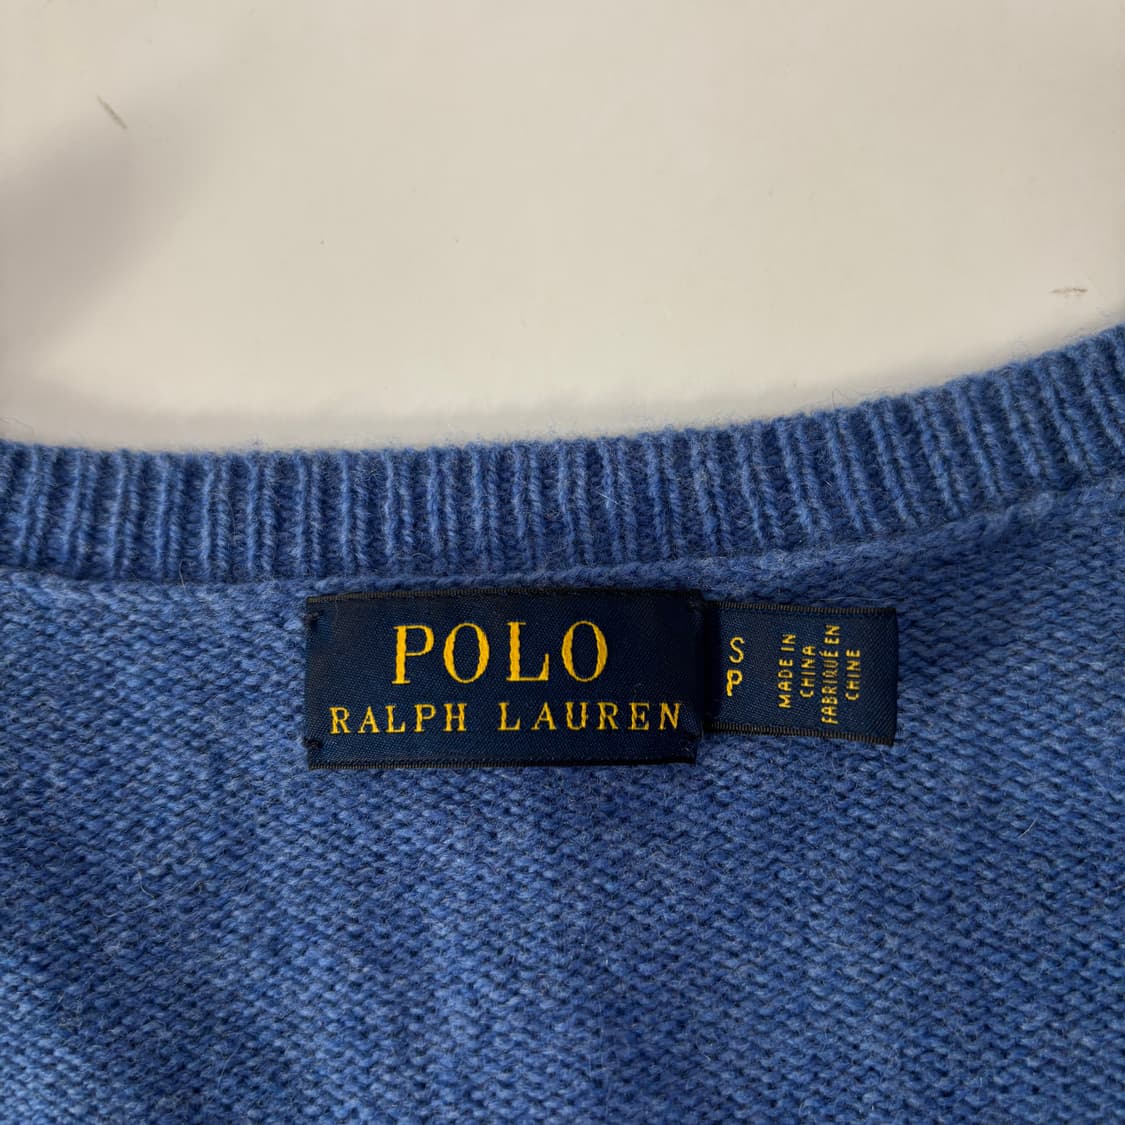 POLO
RALPH LAUREN
S
P
MADE IN
CHINA
FABRIQUÉ EN
CHINE